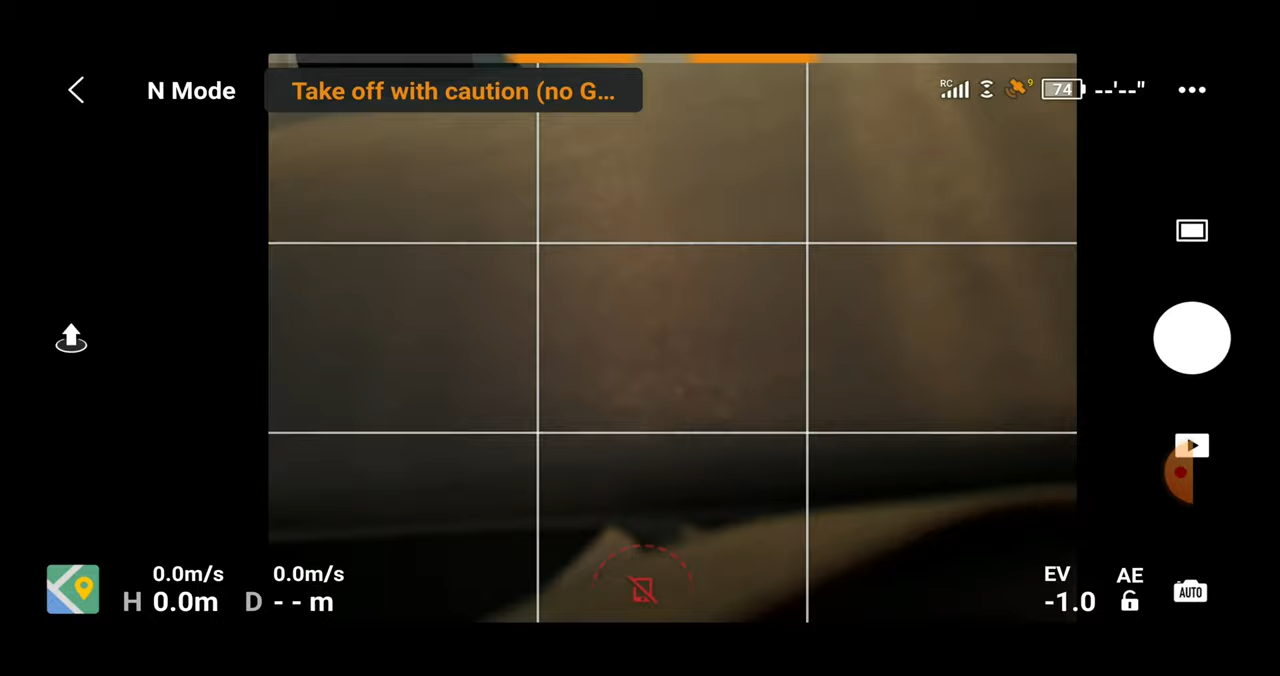 N Mode
Take off with caution (no G...
RC
9
74
--'--"
0.0m/s
0.0m/s
H 0.0m
D - - m
EV
-1.0
AE
AUTO